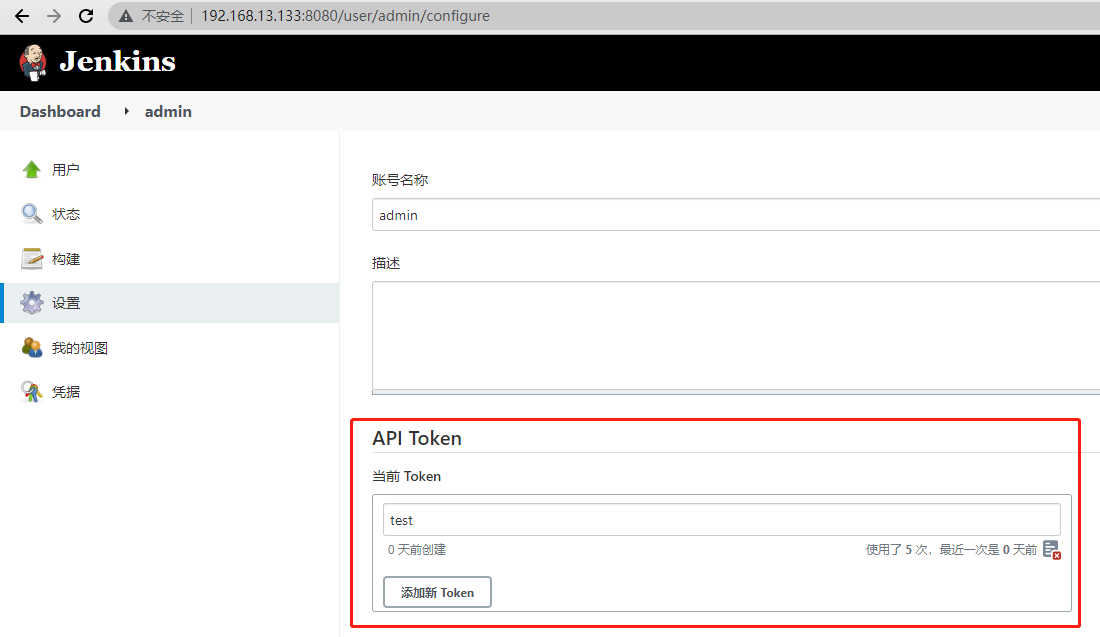 不安全 192.168.13.133:8080/user/admin/configure
Jenkins
Dashboard admin
用户
状态
构建
设置
我的视图
凭据
账号名称
admin
描述
API Token
当前 Token
test
0 天前创建 使用了 5 次，最近一次是 0 天前
添加新 Token